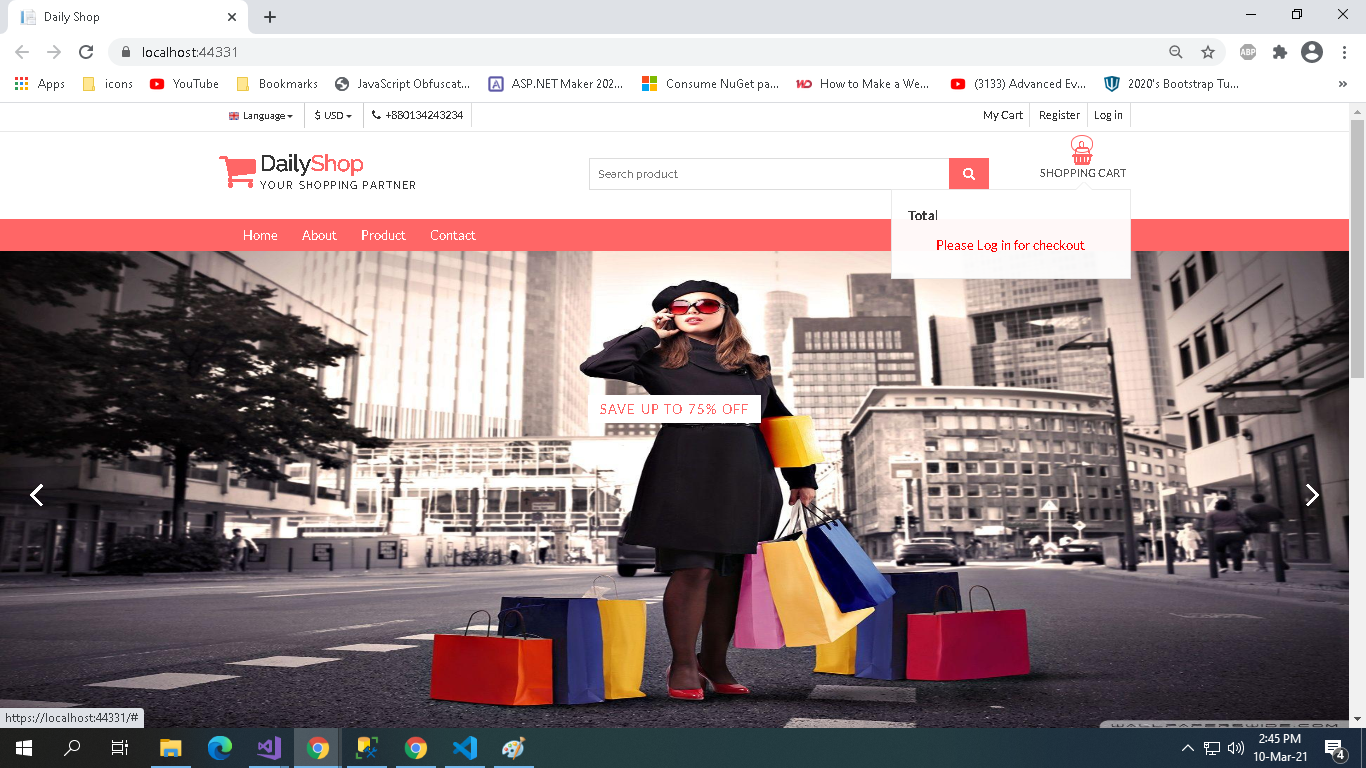 Daily Shop
localhost:44331
ABP
Apps
icons
YouTube
Bookmarks
JavaScript Obfuscat...
ASP.NET Maker 202...
Consume NuGet pa...
How to Make a We...
(3133) Advanced Ev...
2020's Bootstrap Tu...
Language
$ USD
+880134243234
My Cart
Register
Log in
DailyShop
YOUR SHOPPING PARTNER
Search product
0
SHOPPING CART
Total
Please Log in for checkout
Home
About
Product
Contact
SAVE UP TO 75% OFF
https://localhost:44331/#
2:45 PM
10-Mar-21
4